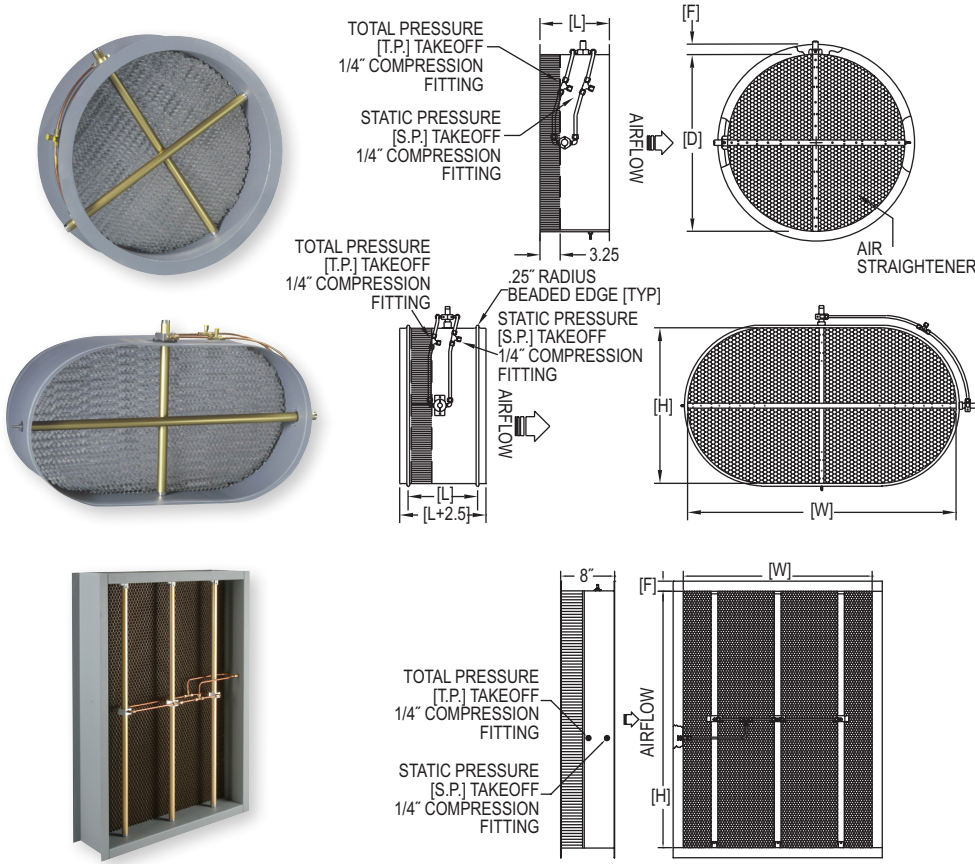 TOTAL PRESSURE
[T.P.] TAKEOFF
1/4˝ COMPRESSION
FITTING
STATIC PRESSURE
[S.P.] TAKEOFF
1/4˝ COMPRESSION
FITTING
[L]
AIRFLOW
3.25
[F]
[D]
AIR
STRAIGHTENER
TOTAL PRESSURE
[T.P.] TAKEOFF
1/4˝ COMPRESSION
FITTING
.25˝ RADIUS
BEADED EDGE [TYP]
STATIC PRESSURE
[S.P.] TAKEOFF
1/4˝ COMPRESSION
FITTING
AIRFLOW
[L]
[L+2.5]
[H]
[W]
8˝
TOTAL PRESSURE
[T.P.] TAKEOFF
1/4˝ COMPRESSION
FITTING
STATIC PRESSURE
[S.P.] TAKEOFF
1/4˝ COMPRESSION
FITTING
AIRFLOW
[F]
[W]
[H]